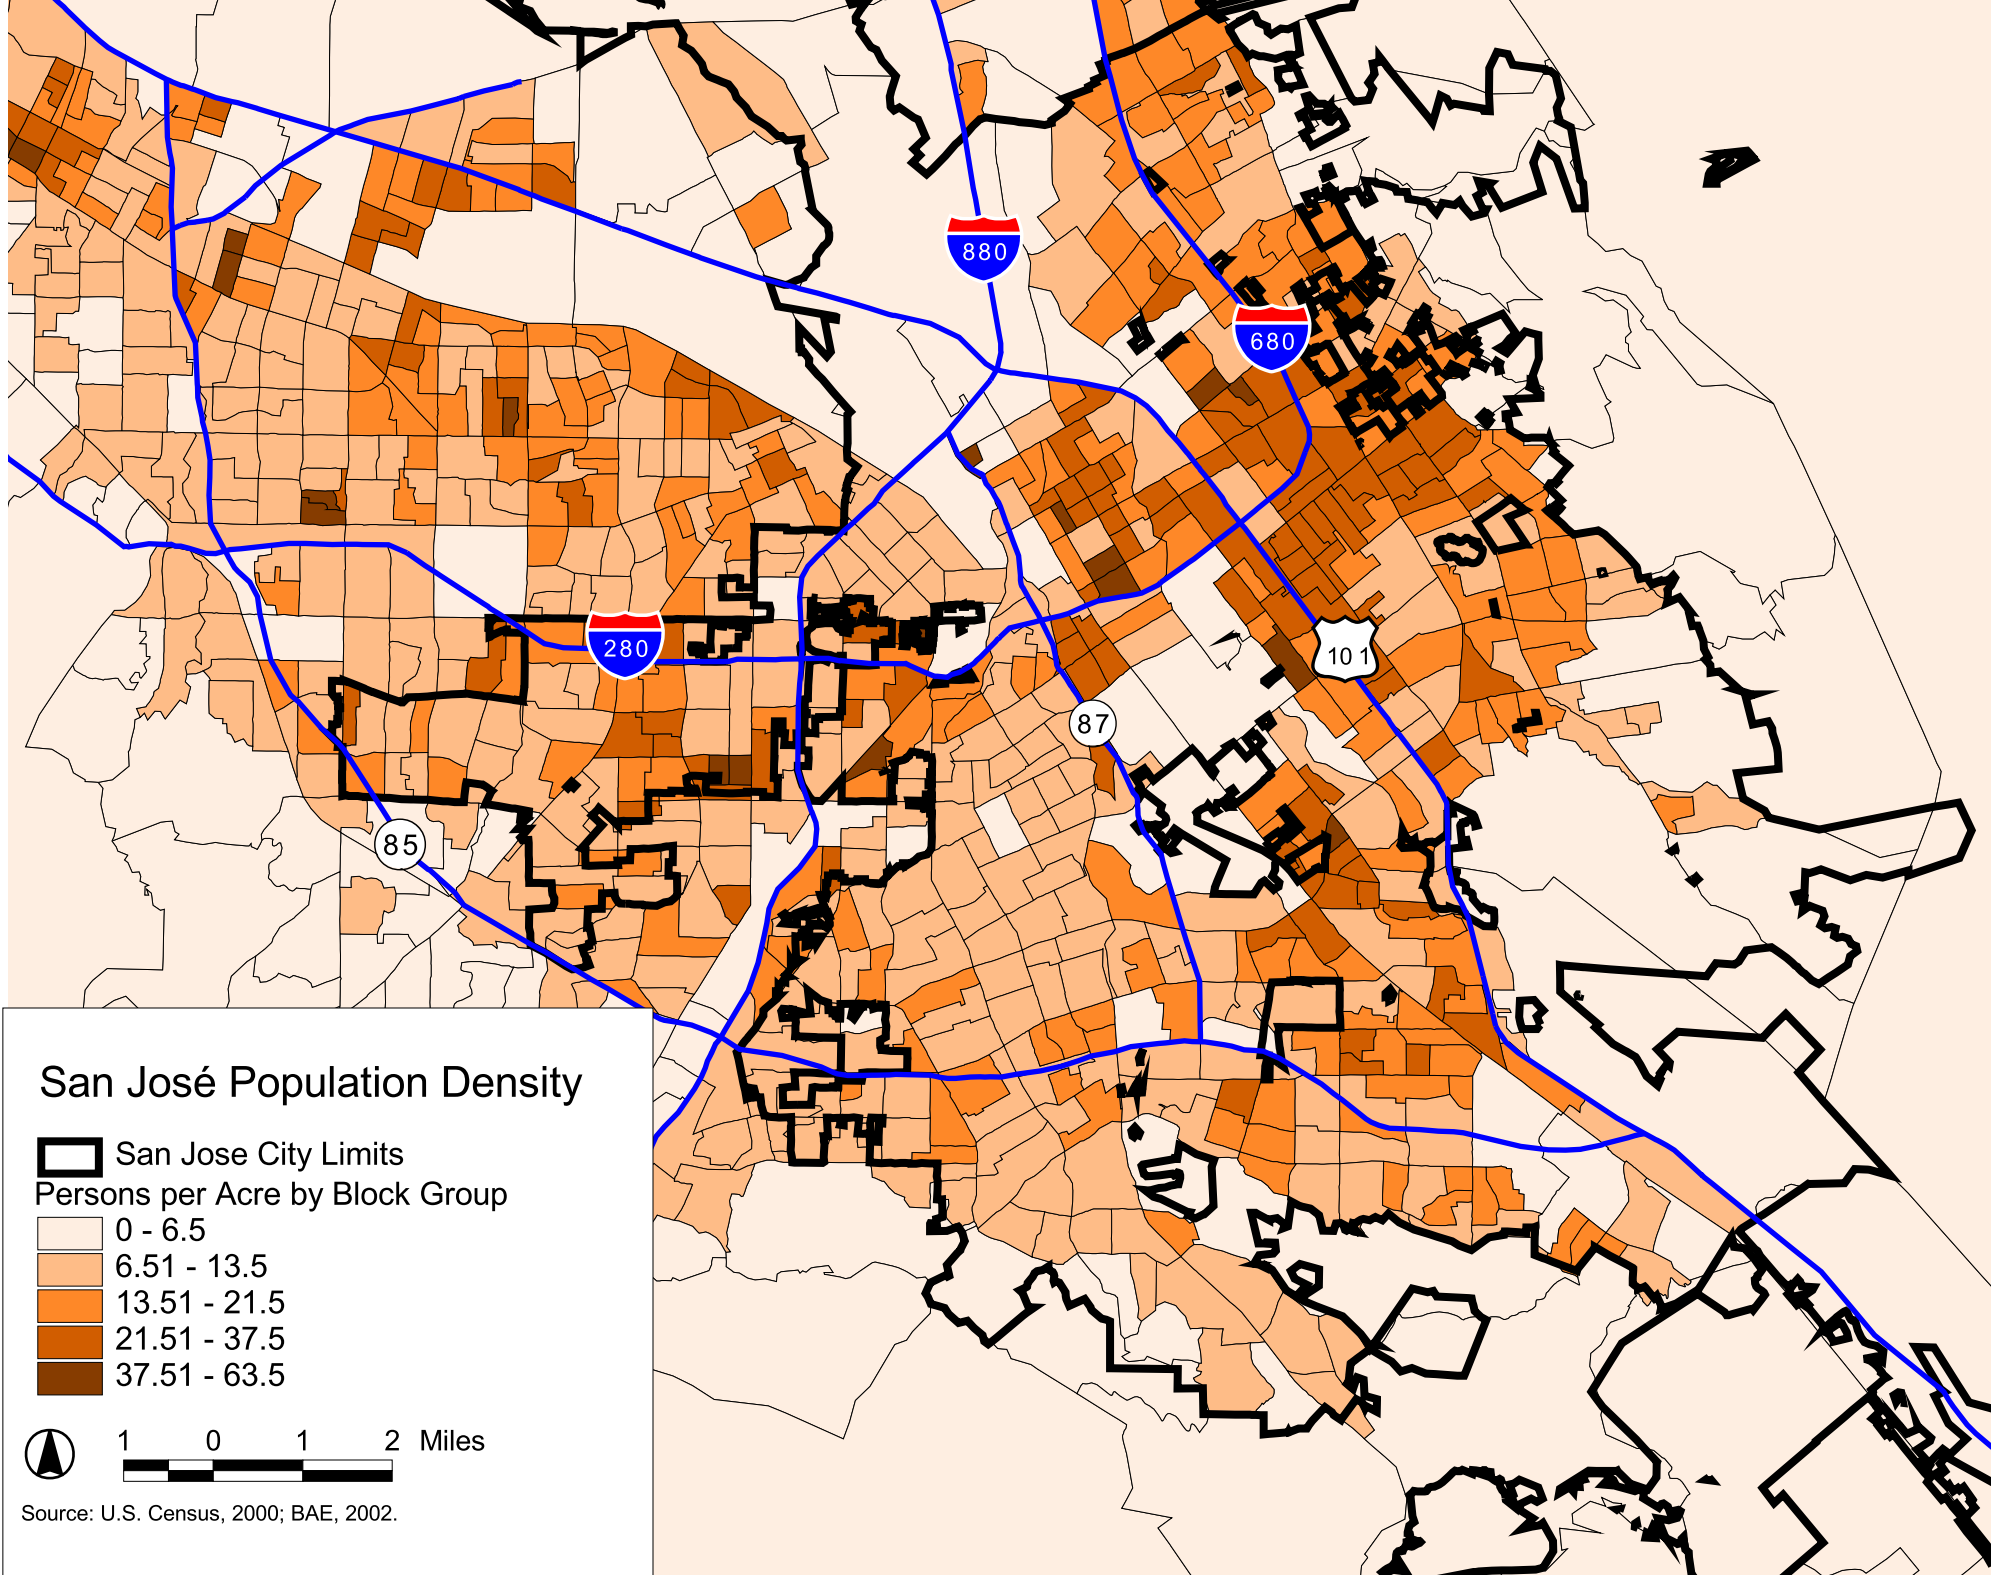 880
680
280
10 1
87
85
San José Population Density
San Jose City Limits
Persons per Acre by Block Group
0 - 6.5
6.51 - 13.5
13.51 - 21.5
21.51 - 37.5
37.51 - 63.5
1 0 1 2 Miles
Source: U.S. Census, 2000; BAE, 2002.